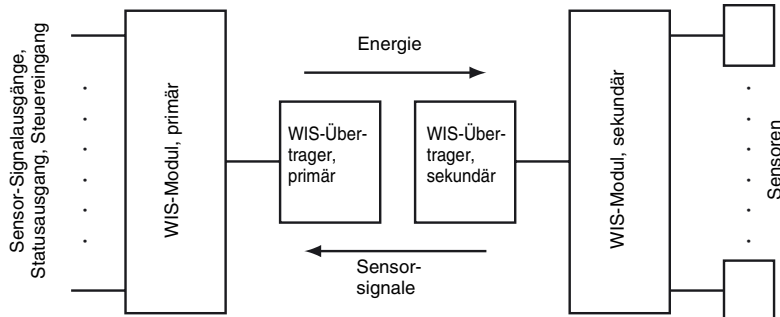 Sensor-Signalausgänge,
Statusausgang, Steuereingang
WIS-Modul, primär
Energie
WIS-Über-
trager,
primär
WIS-Über-
trager,
sekundär
Sensor-
signale
WIS-Modul, sekundär
Sensoren